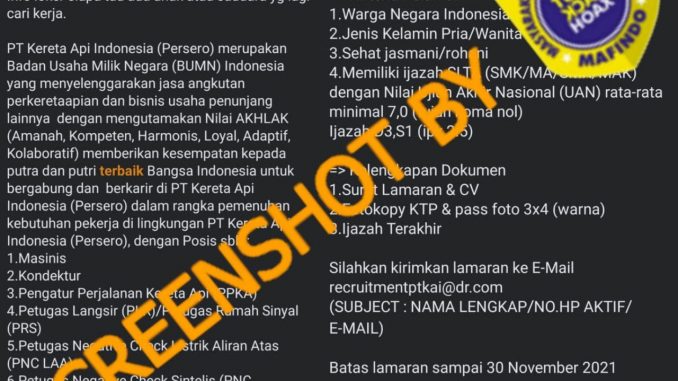 cari kerja.
PT Kereta Api Indonesia (Persero) merupakan
Badan Usaha Milik Negara (BUMN) Indonesia
yang menyelenggarakan jasa angkutan
perkeretaapian dan bisnis usaha penunjang
lainnya dengan mengutamakan Nilai AKHLAK
(Amanah, Kompeten, Harmonis, Loyal, Adaptif,
Kolaboratif) memberikan kesempatan kepada
putra dan putri terbaik Bangsa Indonesia untuk
bergabung dan berkarir di PT Kereta Api
Indonesia (Persero) dalam rangka pemenuhan
kebutuhan pekerja di lingkungan PT Kereta Api
Indonesia (Persero), dengan Posisi sbb:
1.Masinis
2.Kondektur
3.Pengatur Perjalanan Kereta Api (PPKA)
4.Petugas Langsir (PLR)/Petugas Rumah Sinyal
(PRS)
5.Petugas Negative Check Listrik Aliran Atas
(PNC LAA)
6.Petugas Negative Check Sintelis (PNC
1.Warga Negara Indonesia
2.Jenis Kelamin Pria/Wanita
3.Sehat jasmani/rohani
4.Memiliki ijazah SLTA (SMK/MA/SMA/MAK)
dengan Nilai Ujian Akhir Nasional (UAN) rata-rata
minimal 7,0 (tujuh koma nol)
Ijazah D3,S1
=> Kelengkapan Dokumen
1.Surat Lamaran & CV
2.Fotokopy KTP & pass foto 3x4 (warna)
3.Ijazah Terakhir
Silahkan kirimkan lamaran ke E-Mail
recruitmentptkai@dr.com
(SUBJECT : NAMA LENGKAP/NO.HP AKTIF/
E-MAIL)
Batas lamaran sampai 30 November 2021
SCREENSHOT BY
HOAX
MAFINDO